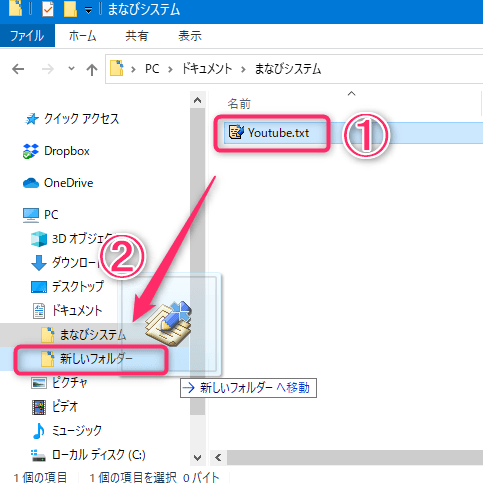 まなびシステム
ファイル ホーム 共有 表示
PC ドキュメント まなびシステム
名前
クイック アクセス
Youtube.txt
①
Dropbox
OneDrive
PC
3D オブジェク
②
ダウンロー
デスクトップ
ドキュメント
まなびシステム
新しいフォルダー
ピクチャ
新しいフォルダー へ移動
ビデオ
ミュージック
ローカル ディスク (C:)
1 個の項目 1 個の項目を選択 0 バイト